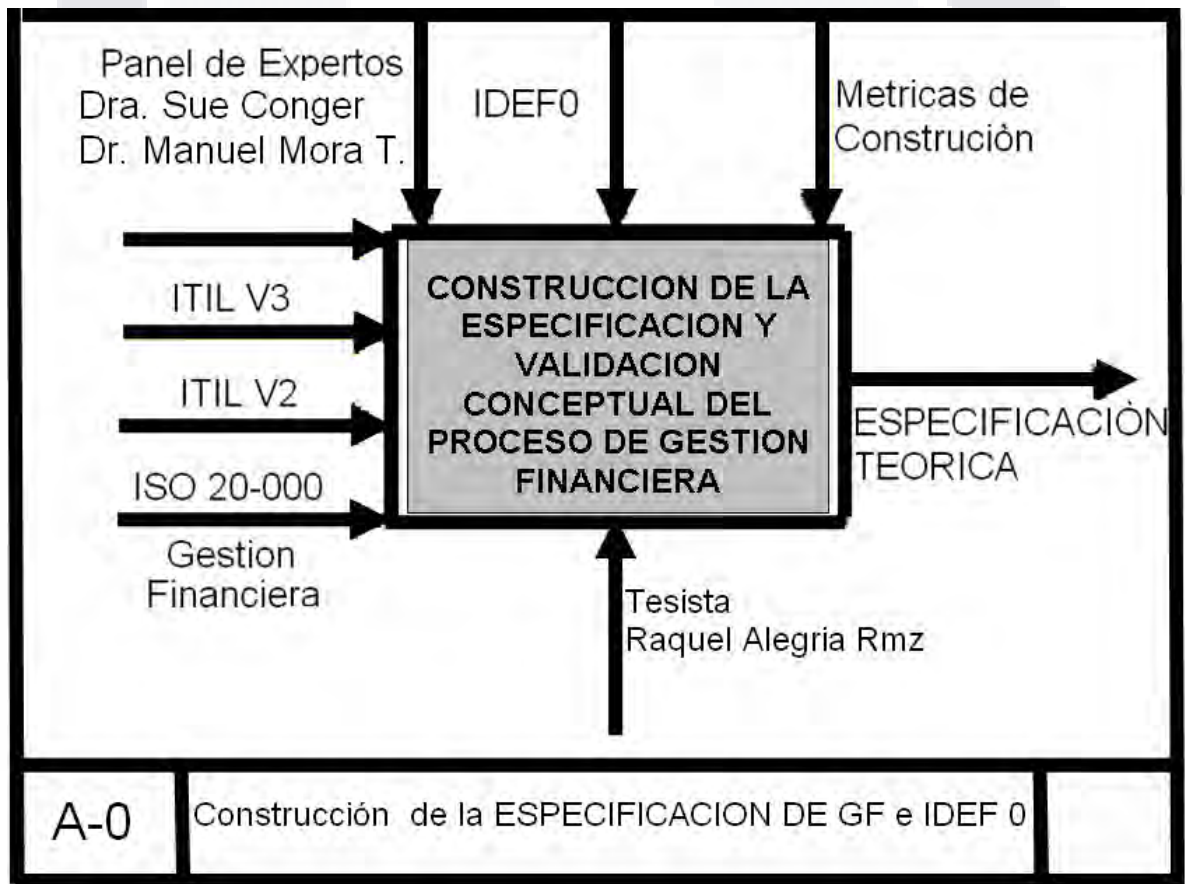 Panel de Expertos
Dra. Sue Conger
Dr. Manuel Mora T.
IDEF0
Metricas de
Construciòn
ITIL V3
ITIL V2
ISO 20-000
Gestion
Financiera
CONSTRUCCION DE LA
ESPECIFICACION Y
VALIDACION
CONCEPTUAL DEL
PROCESO DE GESTION
FINANCIERA
ESPECIFICACIÒN
TEORICA
Tesista
Raquel Alegria Rmz
A-0
Construcción de la ESPECIFICACION DE GF e IDEF 0